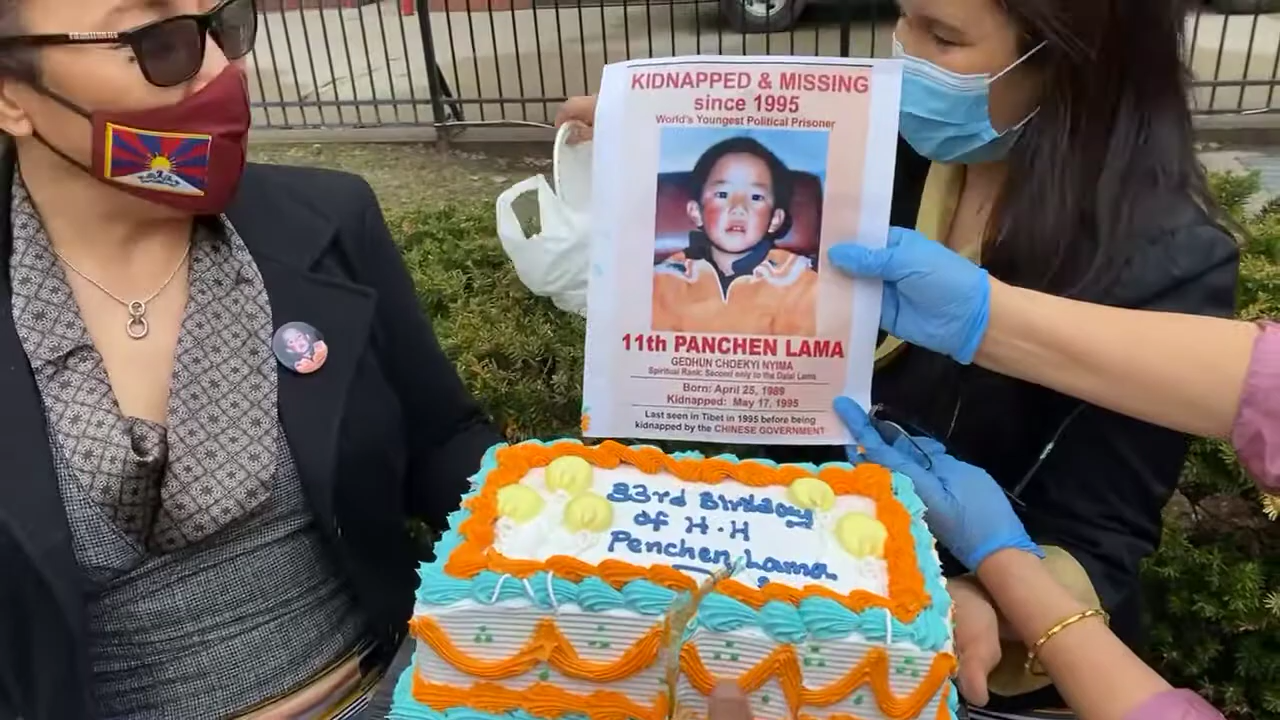 KIDNAPPED & MISSING
since 1995
World's Youngest Political Prisoner
11th PANCHEN LAMA
GEDHUN CHOEKYI NYIMA
Spiritual Rank: Second only to the Dalai Lama
Born: April 25, 1989
Kidnapped: May 17, 1995
Last seen in Tibet in 1995 before being
kidnapped by the CHINESE GOVERNMENT
33rd Birthday
of H.H
Penchen Lama